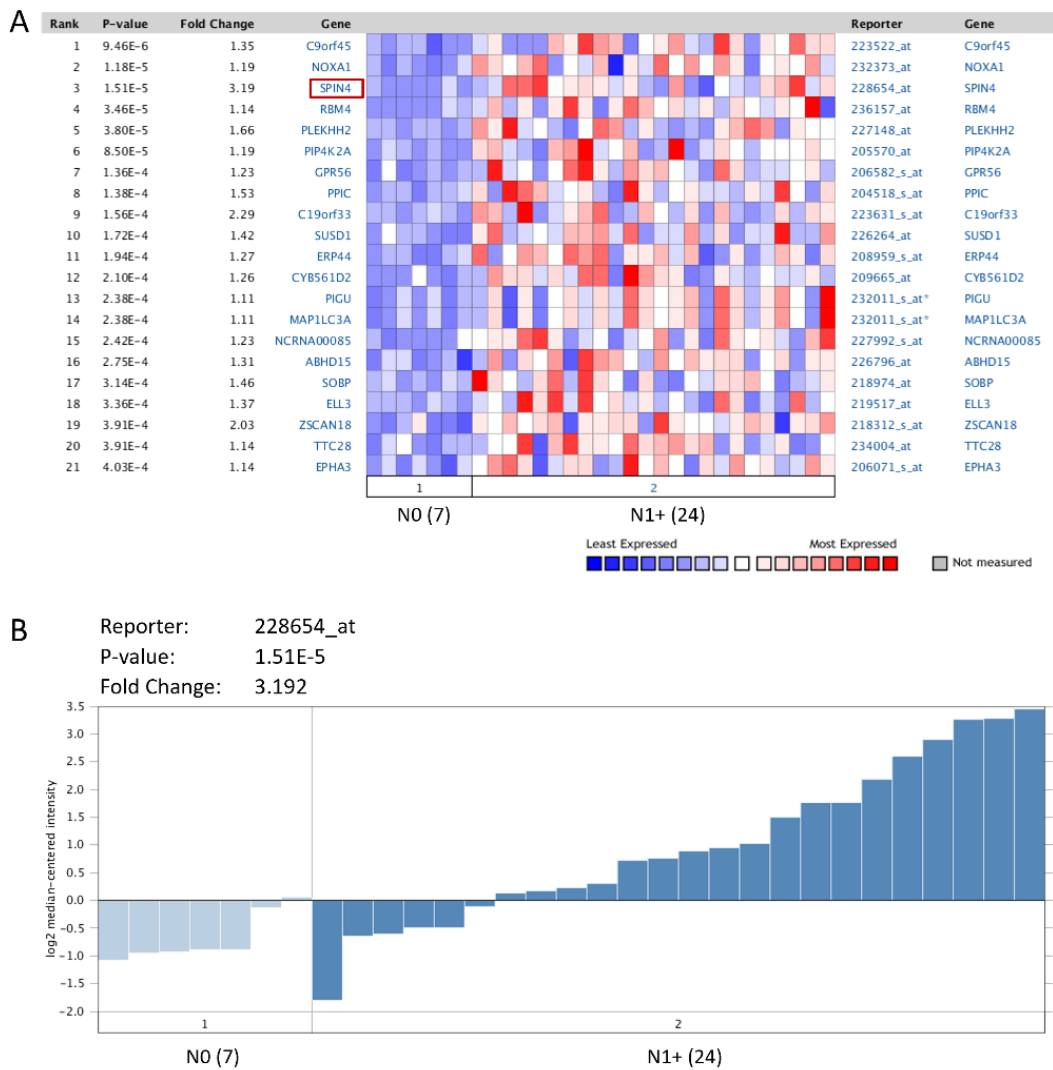 A
Rank P-value Fold Change Gene Reporter Gene
1 9.46E-6 1.35 C9orf45 223522_at C9orf45
2 1.18E-5 1.19 NOXA1 232373_at NOXA1
3 1.51E-5 3.19 SPIN4 228654_at SPIN4
4 3.46E-5 1.14 RBM4 236157_at RBM4
5 3.80E-5 1.66 PLEKHH2 227148_at PLEKHH2
6 8.50E-5 1.19 PIP4K2A 205570_at PIP4K2A
7 1.36E-4 1.23 GPR56 206582_s_at GPR56
8 1.38E-4 1.53 PPIC 204518_s_at PPIC
9 1.56E-4 2.29 C19orf33 223631_s_at C19orf33
10 1.72E-4 1.42 SUSD1 226264_at SUSD1
11 1.94E-4 1.27 ERP44 208959_s_at ERP44
12 2.10E-4 1.26 CYB561D2 209665_at CYB561D2
13 2.38E-4 1.11 PIGU 232011_s_at* PIGU
14 2.38E-4 1.11 MAP1LC3A 232011_s_at* MAP1LC3A
15 2.42E-4 1.23 NCRNA00085 227992_s_at NCRNA00085
16 2.75E-4 1.31 ABHD15 226796_at ABHD15
17 3.14E-4 1.46 SOBP 218974_at SOBP
18 3.36E-4 1.37 ELL3 219517_at ELL3
19 3.91E-4 2.03 ZSCAN18 218312_s_at ZSCAN18
20 3.91E-4 1.14 TTC28 234004_at TTC28
21 4.03E-4 1.14 EPHA3 206071_s_at EPHA3
1 2
N0 (7) N1+ (24)
Least Expressed Most Expressed
Not measured
B
Reporter: 228654_at
P-value: 1.51E-5
Fold Change: 3.192
log2 median-centered intensity
3.5
3.0
2.5
2.0
1.5
1.0
0.5
0.0
-0.5
-1.0
-1.5
-2.0
1 2
N0 (7) N1+ (24)